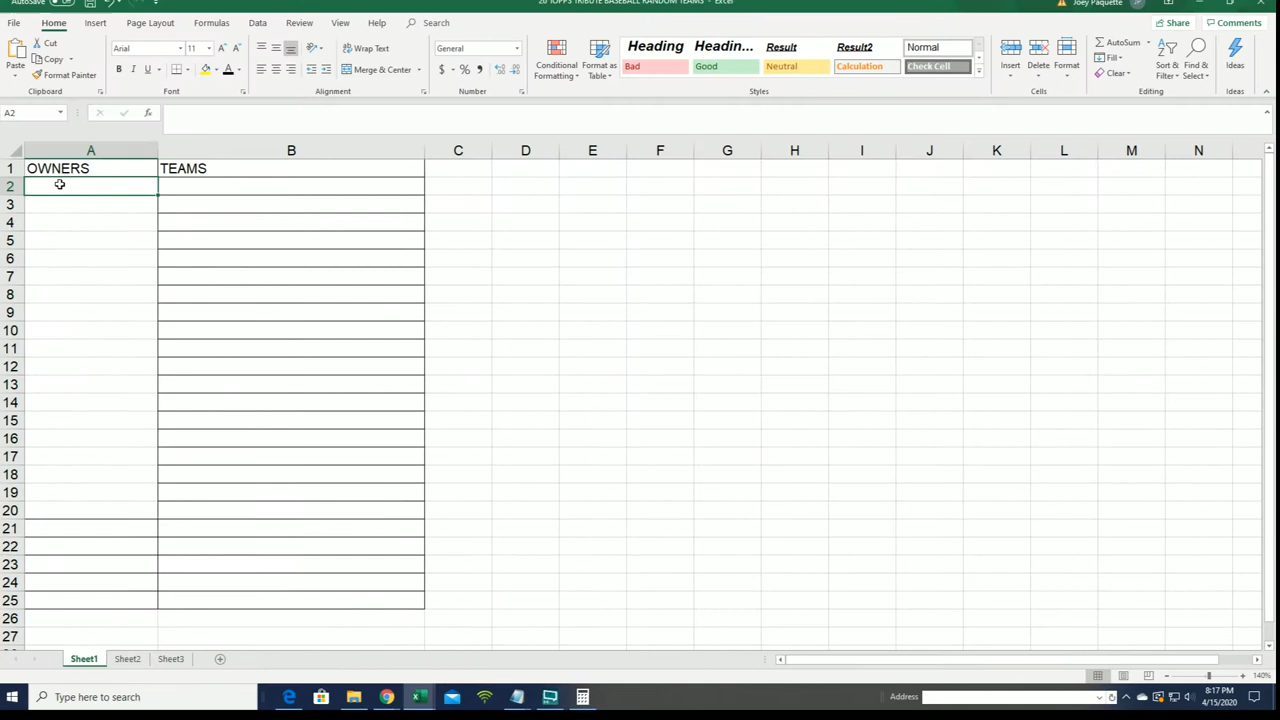 AutoSave Off 20 TOPPS TRIBUTE BASEBALL RANDOM TEAMS - Excel Joey Paquette JP
File Home Insert Page Layout Formulas Data Review View Help Search Share Comments
Paste Cut Copy Format Painter Clipboard
Arial 11 A A B I U A Font
Wrap Text Merge & Center Alignment
General $ % , Number
Conditional Formatting Format as Table
Heading Headin... Result Result2 Normal
Bad Good Neutral Calculation Check Cell
Styles
Insert Delete Format Cells
AutoSum Fill Clear Sort & Filter Find & Select Editing
Ideas Ideas
A2 fx
A B C D E F G H I J K L M N
1 OWNERS TEAMS
2
3
4
5
6
7
8
9
10
11
12
13
14
15
16
17
18
19
20
21
22
23
24
25
26
27
Sheet1 Sheet2 Sheet3
140%
Type here to search Address 8:17 PM
4/15/2020